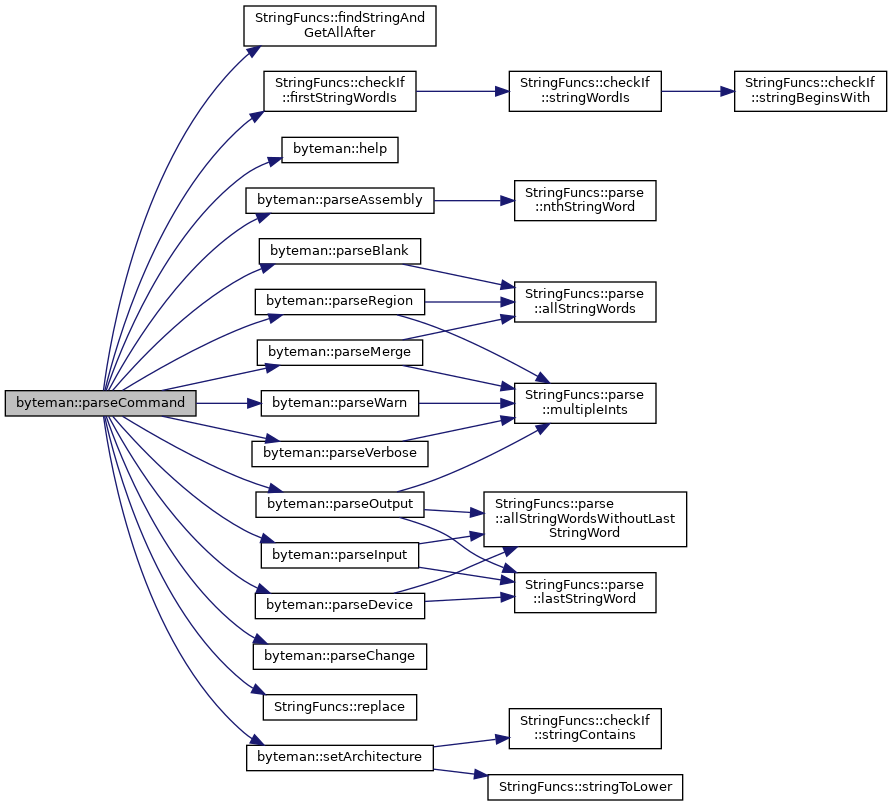 StringFuncs::findStringAnd
GetAllAfter
StringFuncs::checkIf
::firstStringWordIs
StringFuncs::checkIf
::stringWordIs
StringFuncs::checkIf
::stringBeginsWith
byteman::help
byteman::parseAssembly
StringFuncs::parse
::nthStringWord
byteman::parseBlank
byteman::parseRegion
StringFuncs::parse
::allStringWords
byteman::parseMerge
byteman::parseCommand
byteman::parseWarn
StringFuncs::parse
::multipleInts
byteman::parseVerbose
byteman::parseOutput
StringFuncs::parse
::allStringWordsWithoutLast
StringWord
byteman::parseInput
byteman::parseDevice
StringFuncs::parse
::lastStringWord
byteman::parseChange
StringFuncs::replace
byteman::setArchitecture
StringFuncs::checkIf
::stringContains
StringFuncs::stringToLower